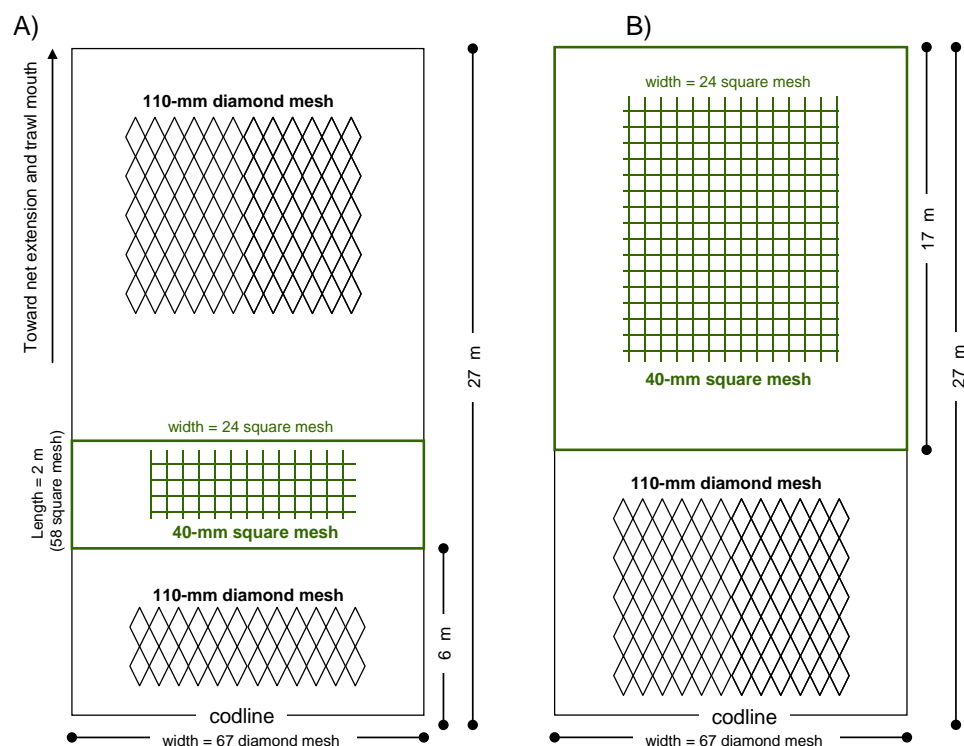 A)
Toward net extension and trawl mouth
110-mm diamond mesh
27 m
width = 24 square mesh
Length = 2 m
(58 square mesh)
40-mm square mesh
110-mm diamond mesh
6 m
codline
width = 67 diamond mesh
B)
width = 24 square mesh
40-mm square mesh
17 m
27 m
110-mm diamond mesh
codline
width = 67 diamond mesh